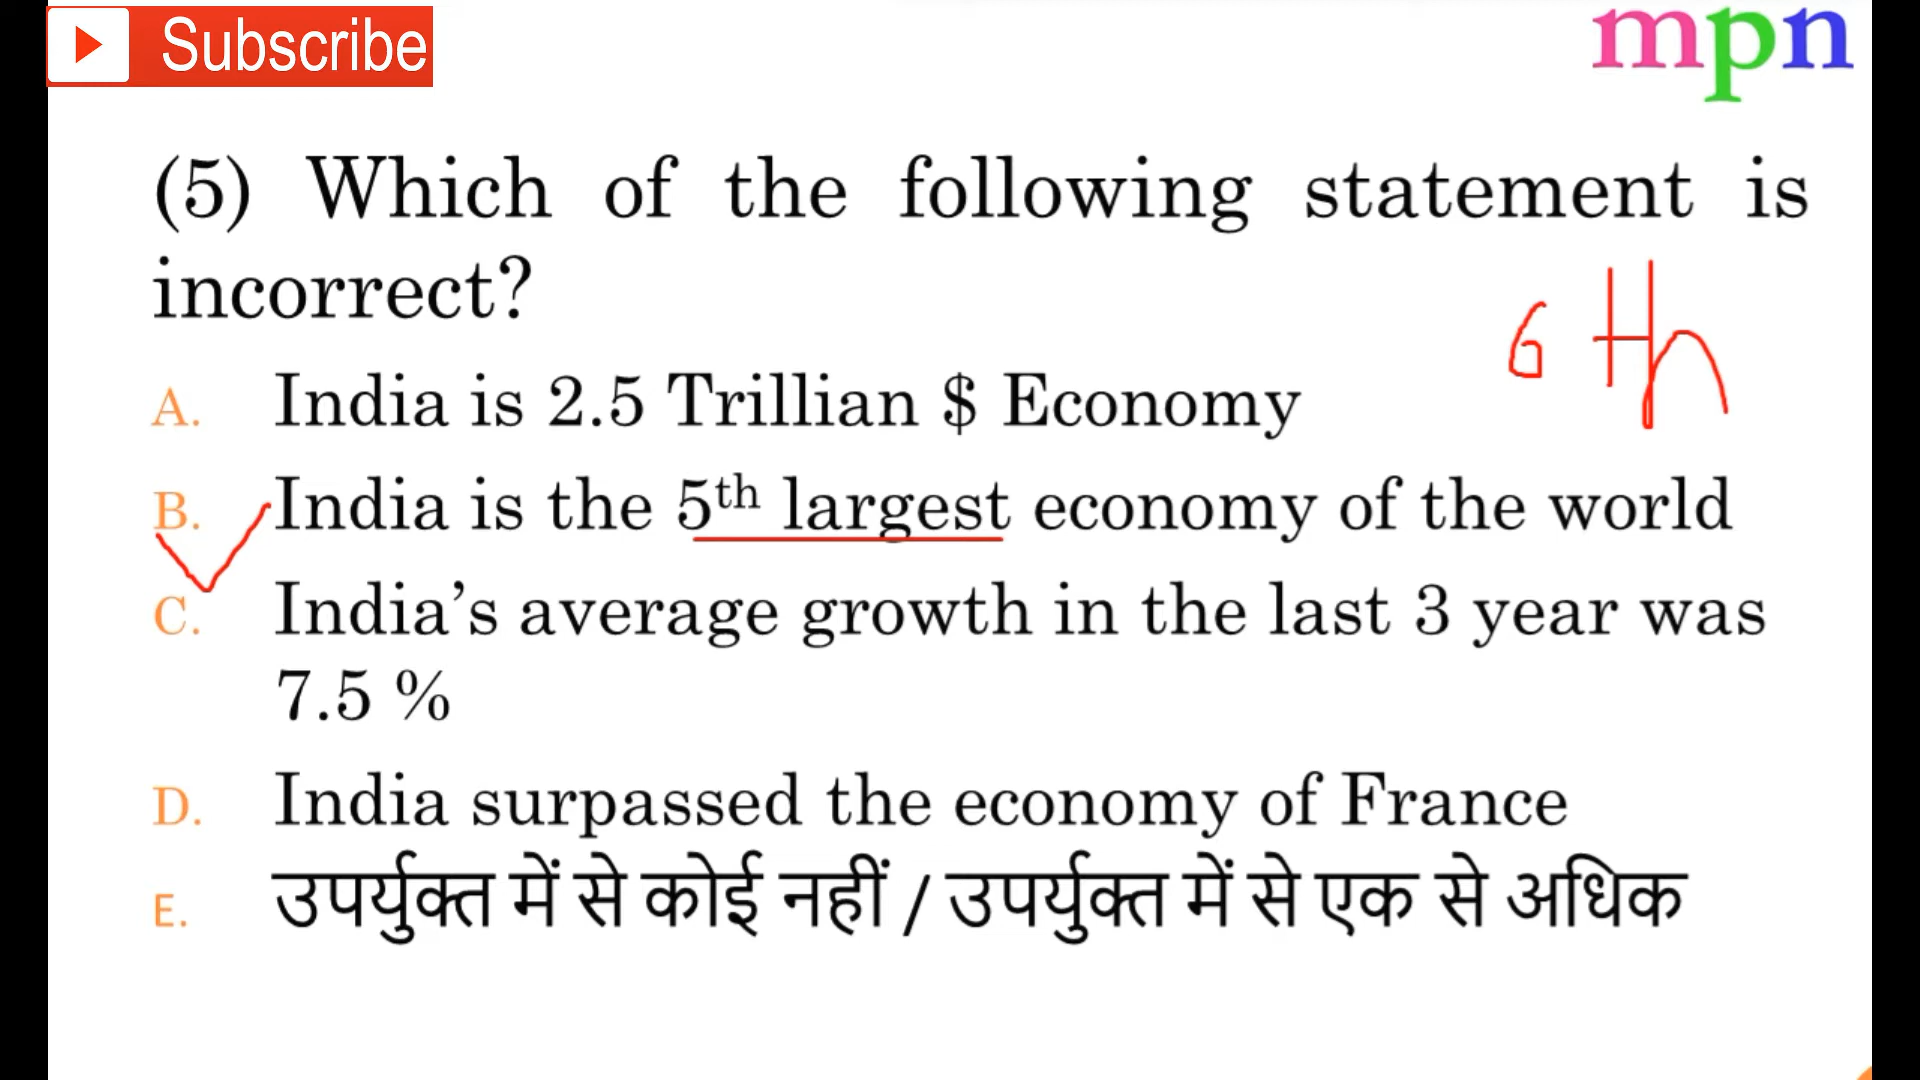 Subscribe
mpn
(5) Which of the following statement is
incorrect?
6 th
A. India is 2.5 Trillian $ Economy
B. India is the 5th largest economy of the world
C. India’s average growth in the last 3 year was
7.5 %
D. India surpassed the economy of France
E. उपर्युक्त में से कोई नहीं / उपर्युक्त में से एक से अधिक